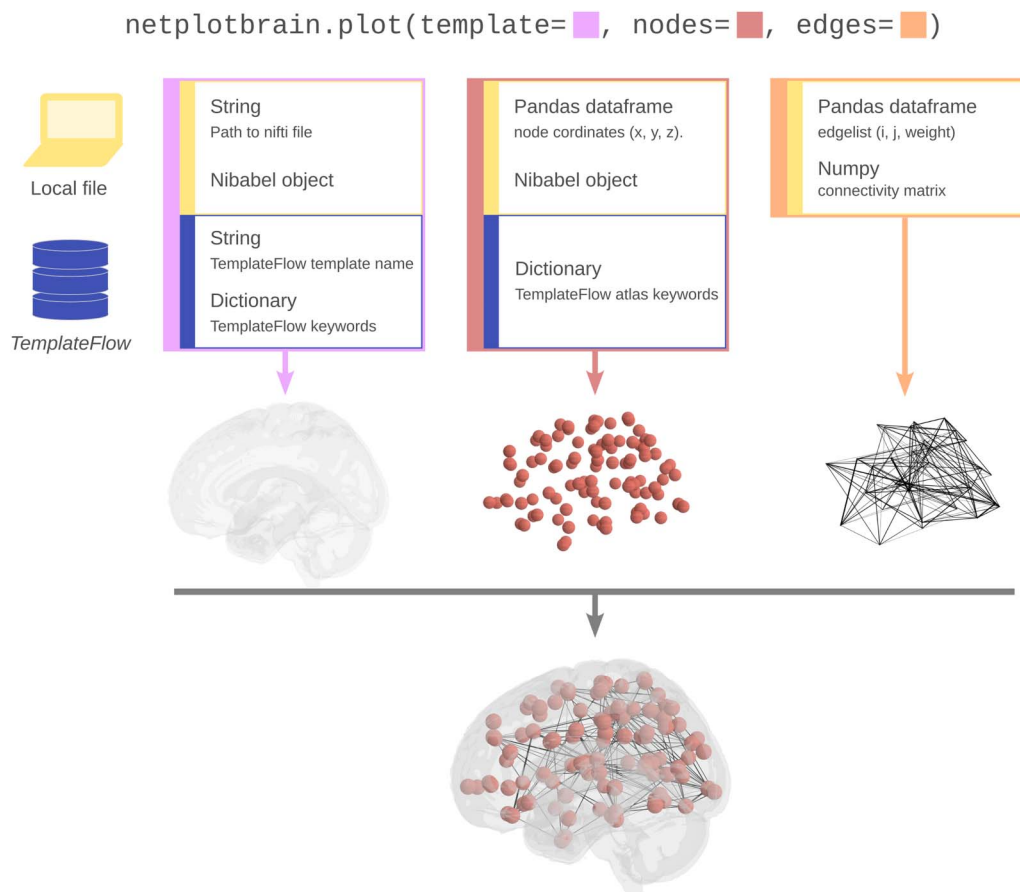 netplotbrain.plot(template= , nodes= , edges= )
Local file
TemplateFlow
String
Path to nifti file
Nibabel object
String
TemplateFlow template name
Dictionary
TemplateFlow keywords
Pandas dataframe
node cordinates (x, y, z).
Nibabel object
Dictionary
TemplateFlow atlas keywords
Pandas dataframe
edgelist (i, j, weight)
Numpy
connectivity matrix